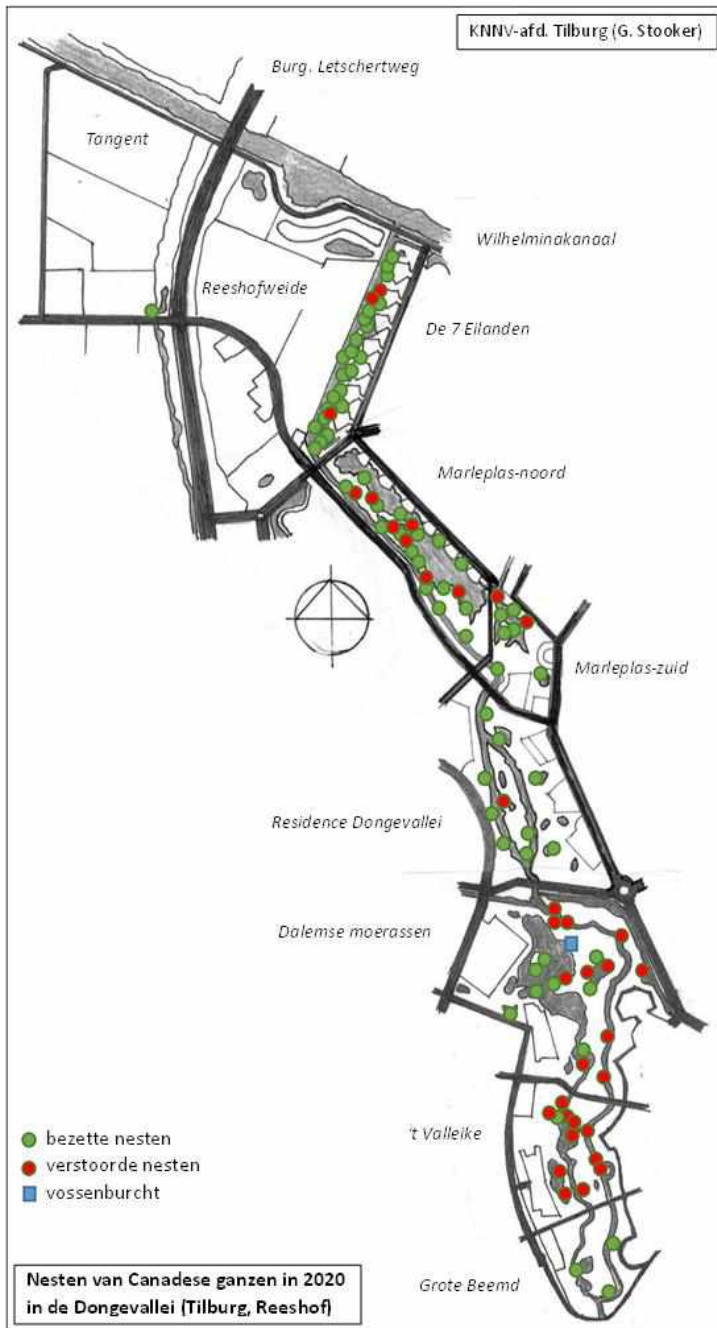 KNNV-afd. Tilburg (G. Stooker)
Burg. Letschertweg
Tangent
Wilhelminakanaal
Reeshofweide
De 7 Eilanden
Marleplas-noord
Marleplas-zuid
Residence Dongevallei
Dalemse moerassen
't Valleike
bezette nesten
verstoorde nesten
vossenburcht
Grote Beemd
Nesten van Canadese ganzen in 2020
in de Dongevallei (Tilburg, Reeshof)